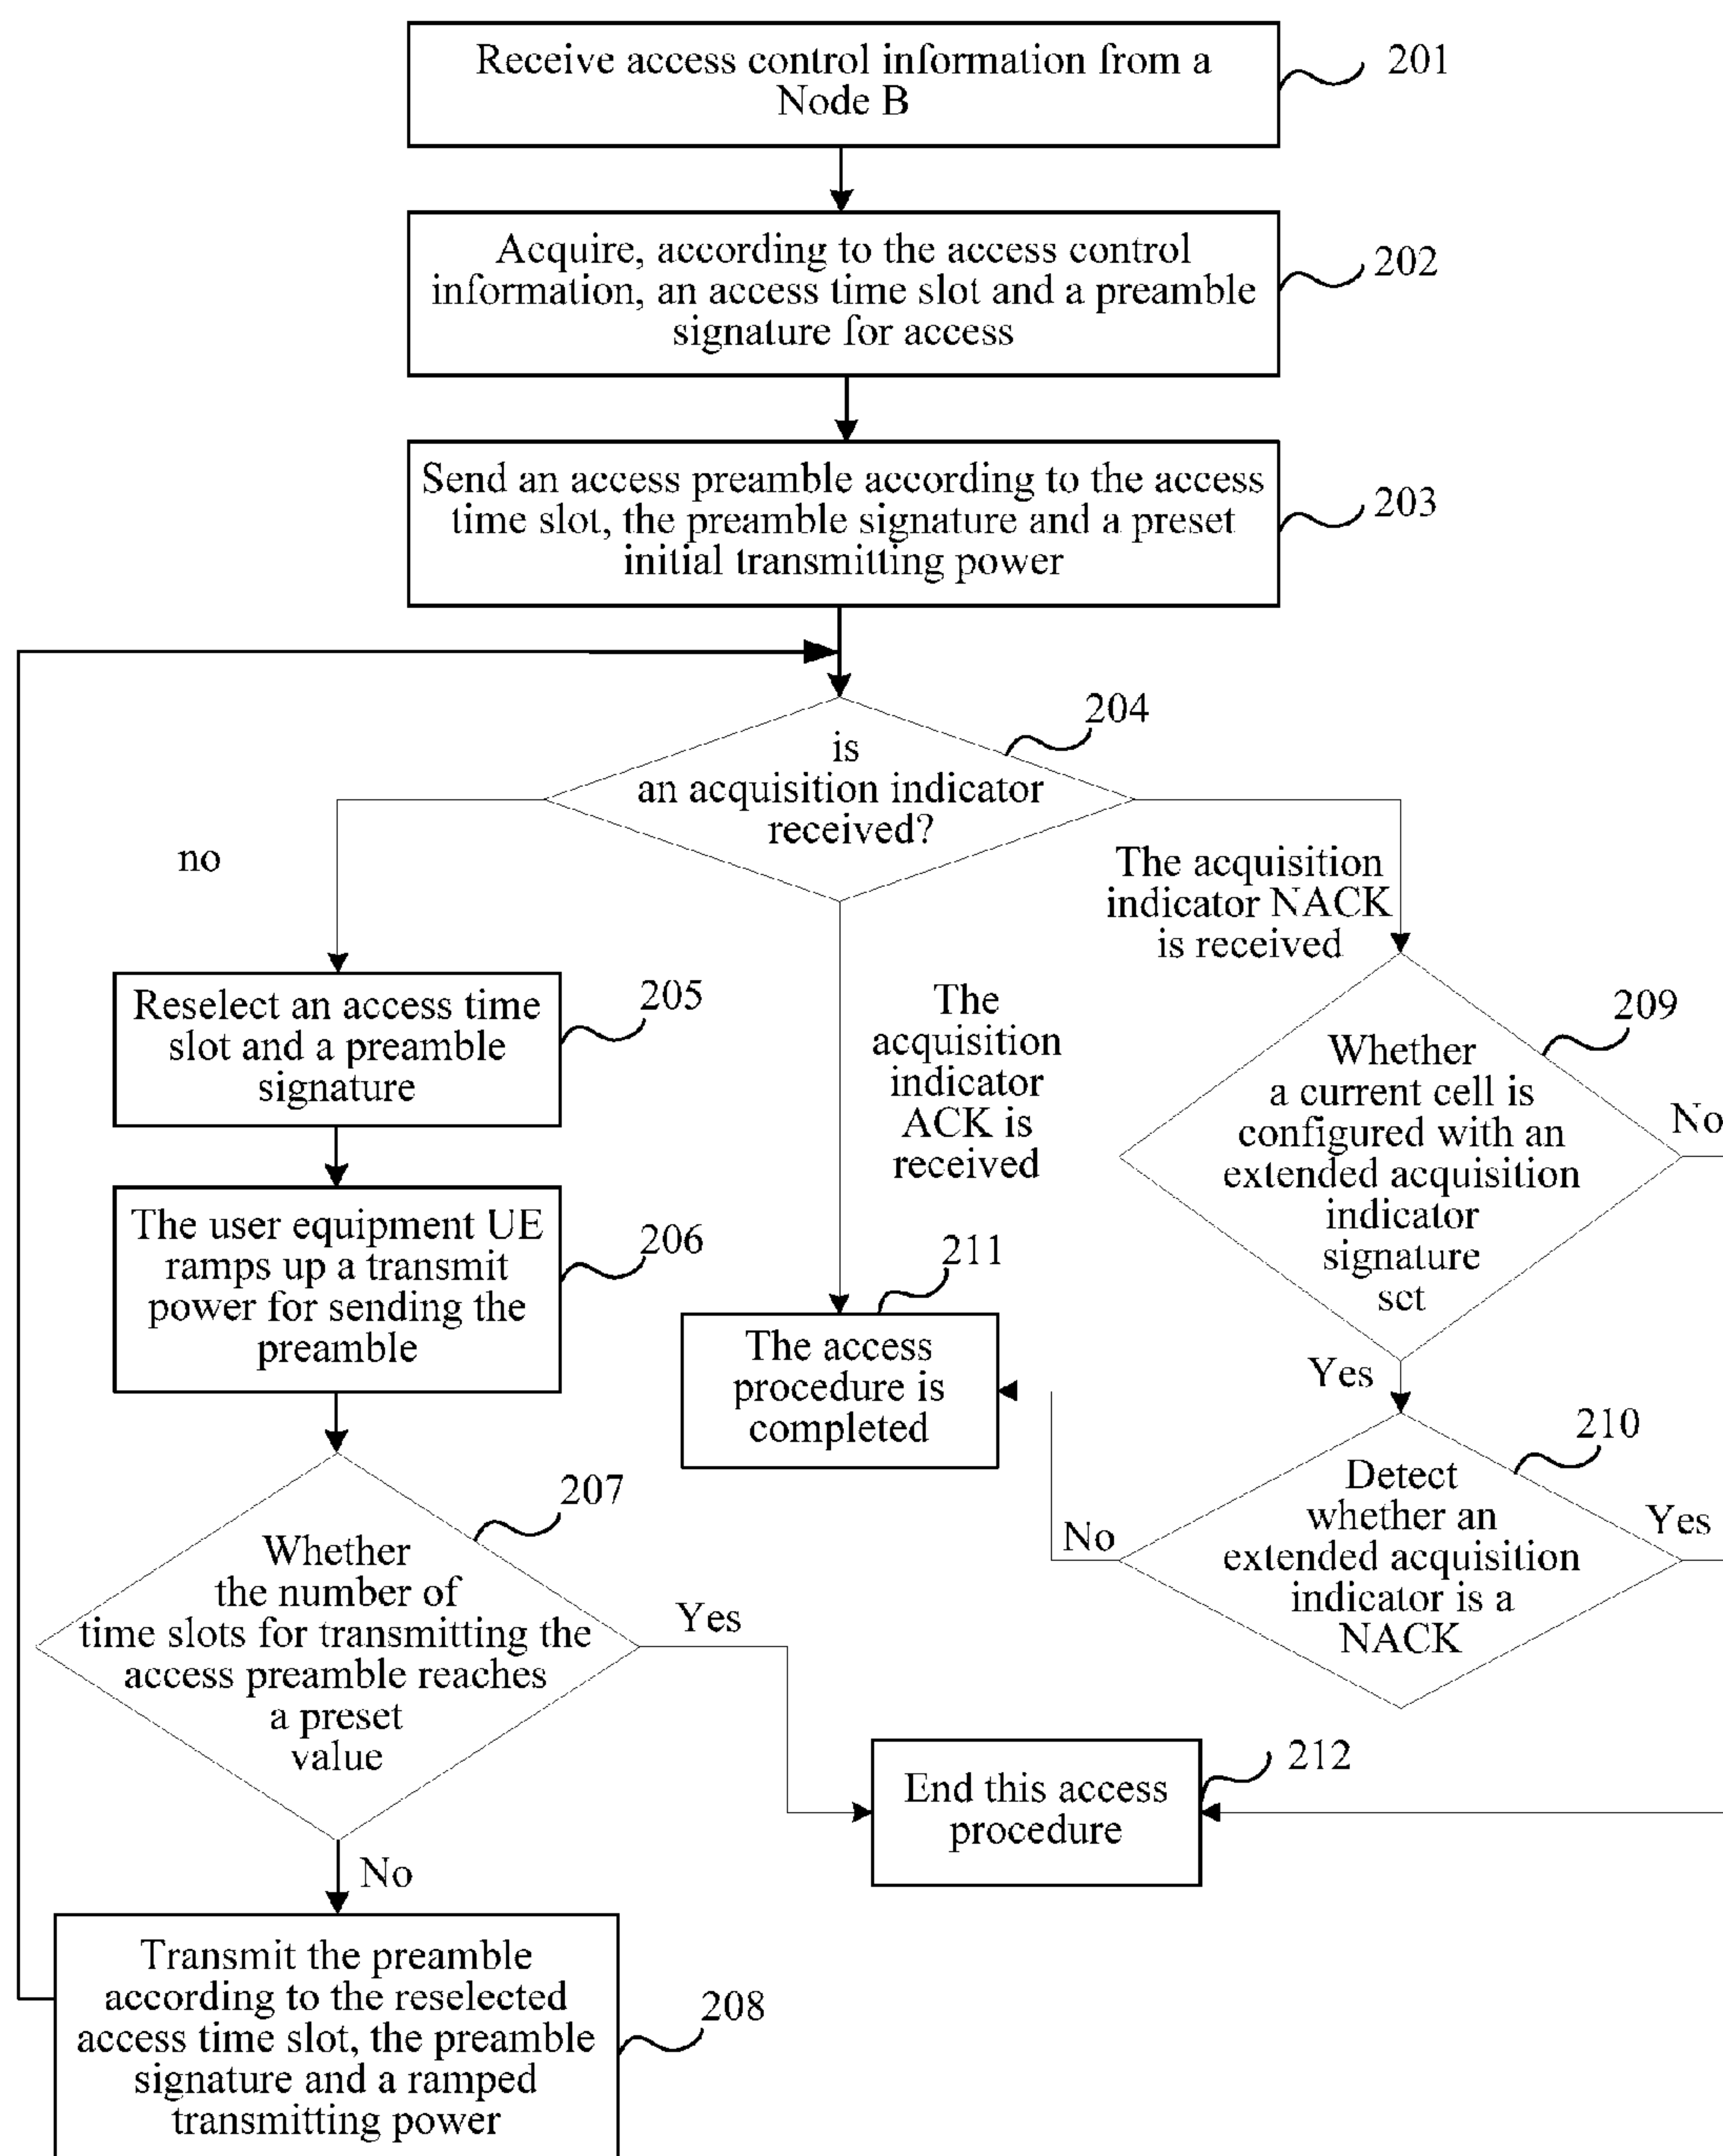 Receive access control information from a
Node B
201
Acquire, according to the access control
information, an access time slot and a preamble
signature for access
202
Send an access preamble according to the access
time slot, the preamble signature and a preset
initial transmitting power
203
204
is
an acquisition indicator
received?
no
The acquisition
indicator NACK
is received
The
acquisition
indicator
ACK is
received
Reselect an access time
slot and a preamble
signature
205
209
Whether
a current cell is
configured with an
extended acquisition
indicator
signature
set
No
Yes
The user equipment UE
ramps up a transmit
power for sending the
preamble
206
211
The access
procedure is
completed
210
Detect
whether an
extended acquisition
indicator is a
NACK
No
Yes
207
Whether
the number of
time slots for transmitting the
access preamble reaches
a preset
value
Yes
No
End this access
procedure
212
Transmit the preamble
according to the reselected
access time slot, the preamble
signature and a ramped
transmitting power
208